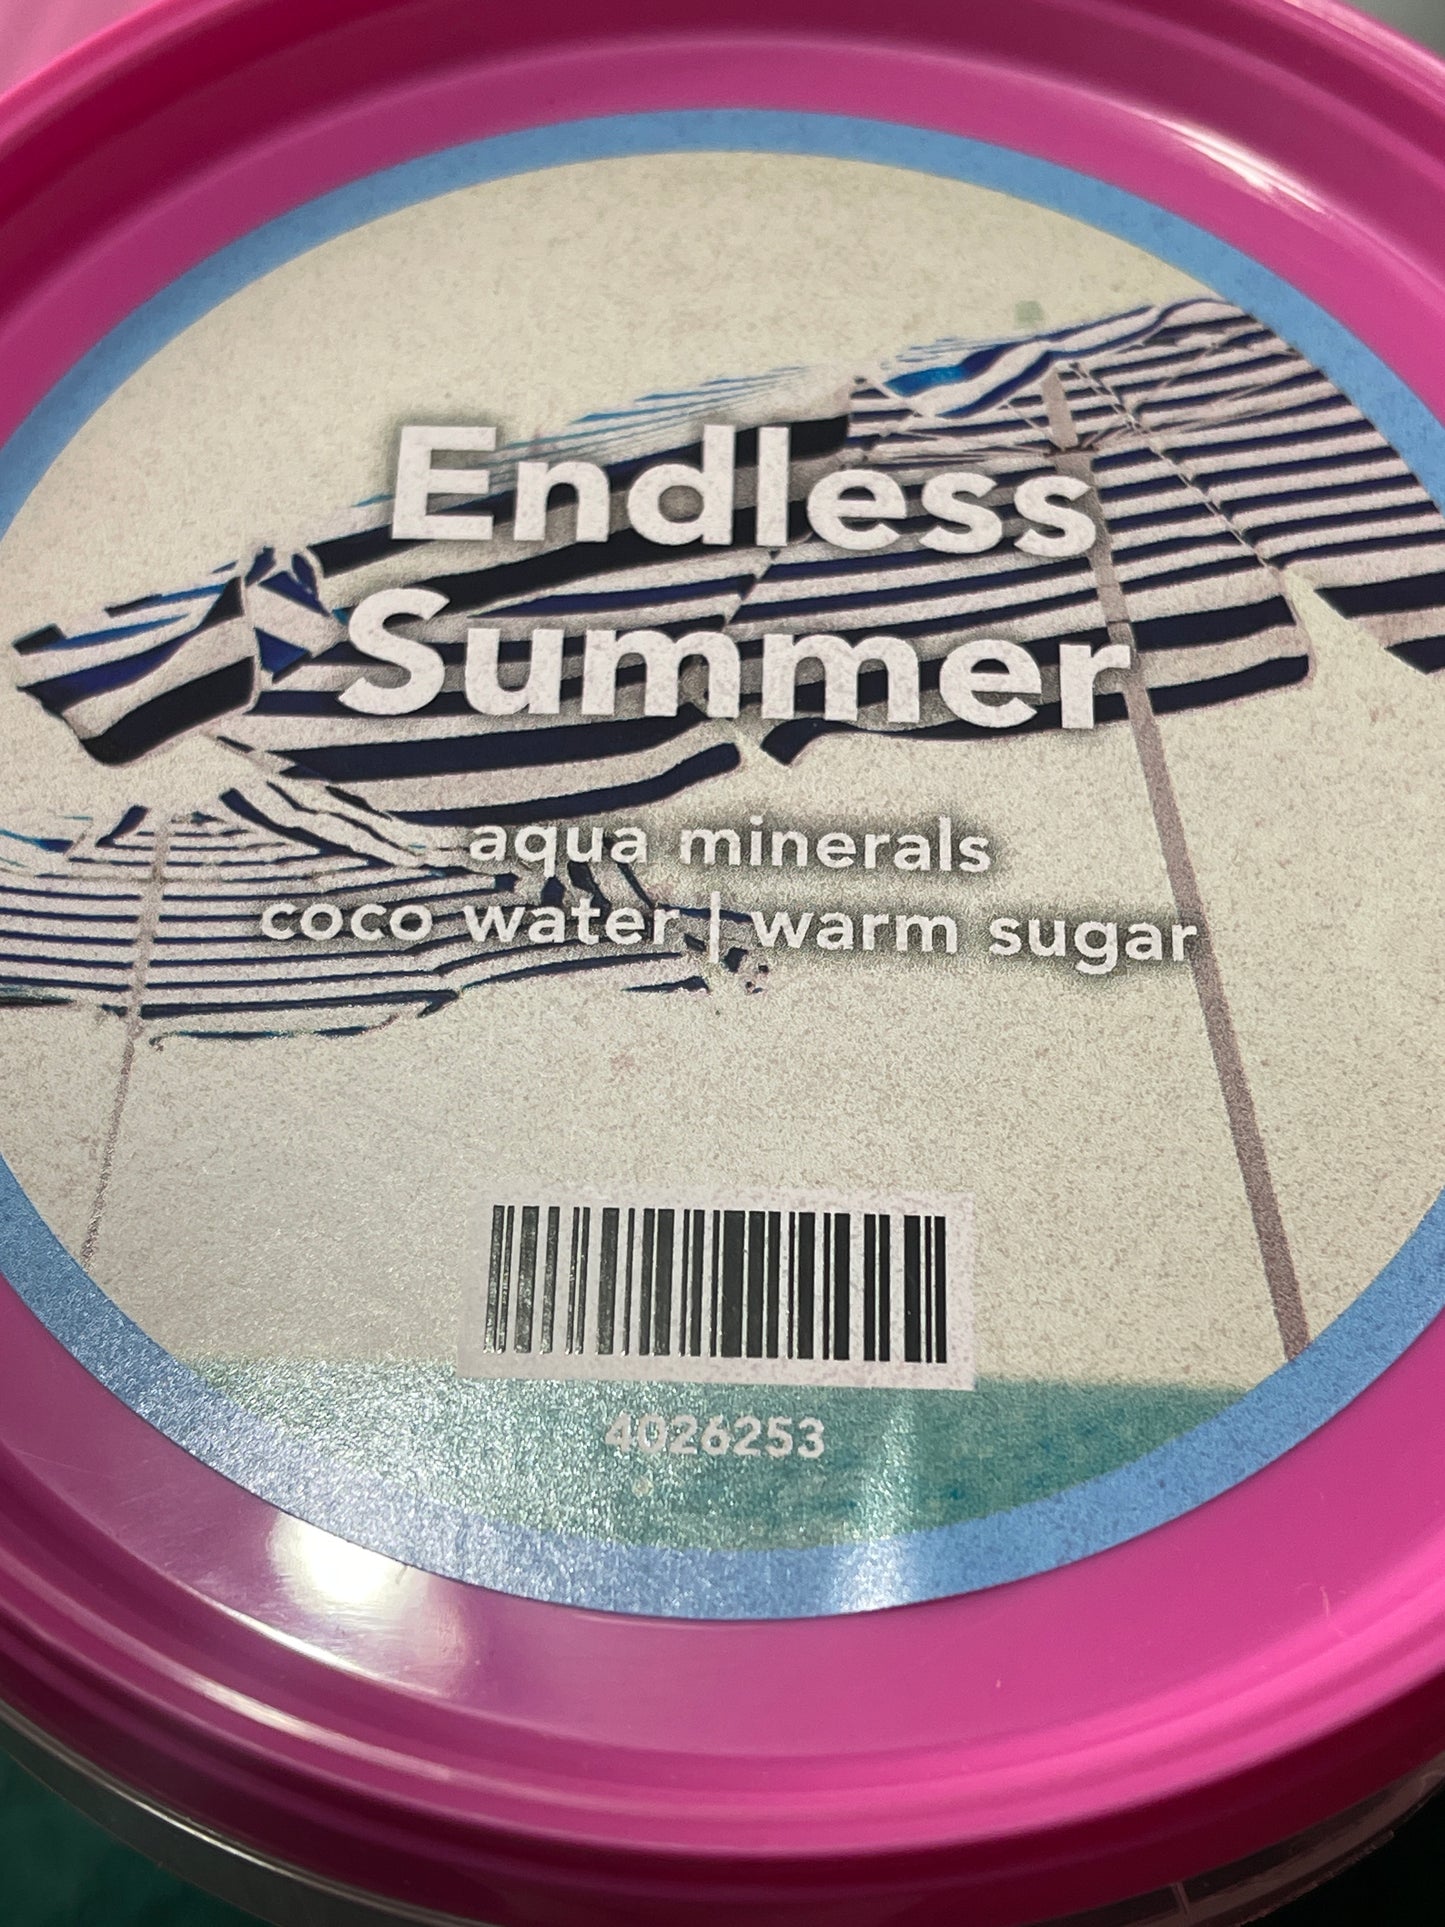 Endless
Summer
aqua minerals
coco water | warm sugar
4026253